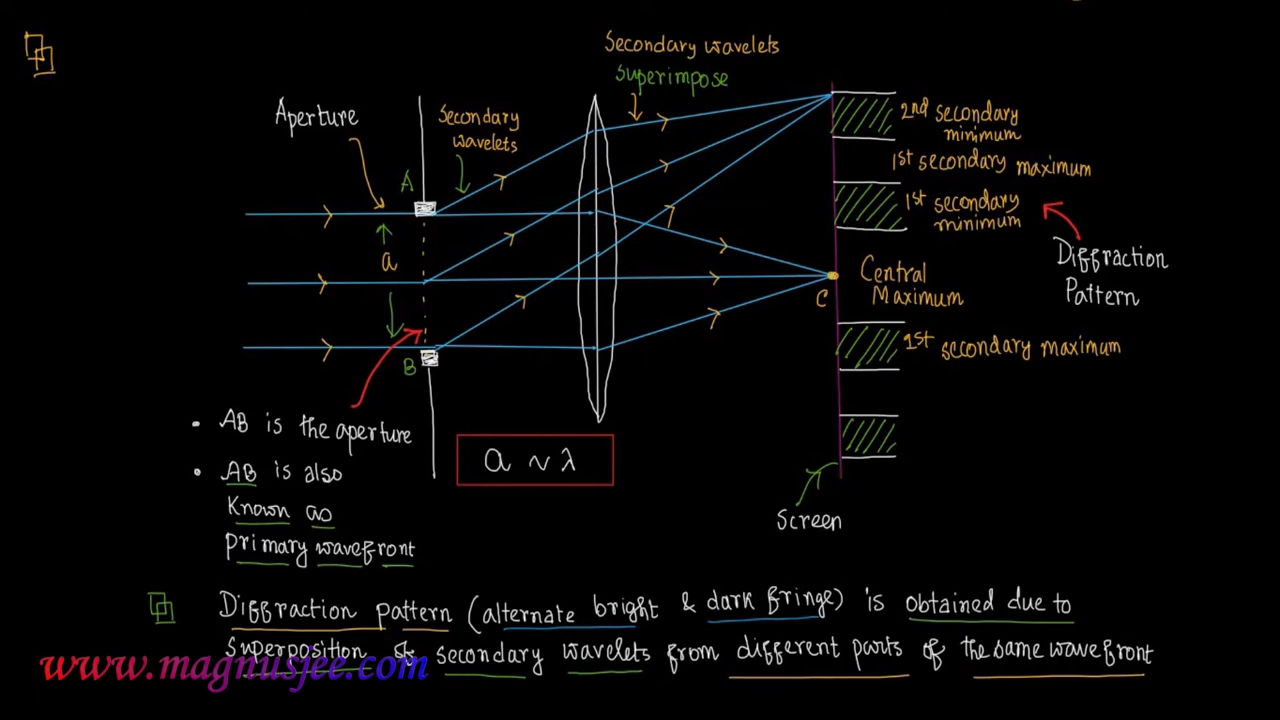 Secondary wavelets
superimpose
Aperture
Secondary
wavelets
A
a
B
2nd secondary
minimum
1st secondary maximum
1st secondary
minimum
Diffraction
Pattern
Central
Maximum
C
1st secondary maximum
• AB is the aperture
• AB is also
Known as
primary wavefront
a ~ λ
Screen
Diffraction pattern (alternate bright & dark fringe) is obtained due to
Superposition of secondary wavelets from different parts of the same wavefront
www.magnusjee.com